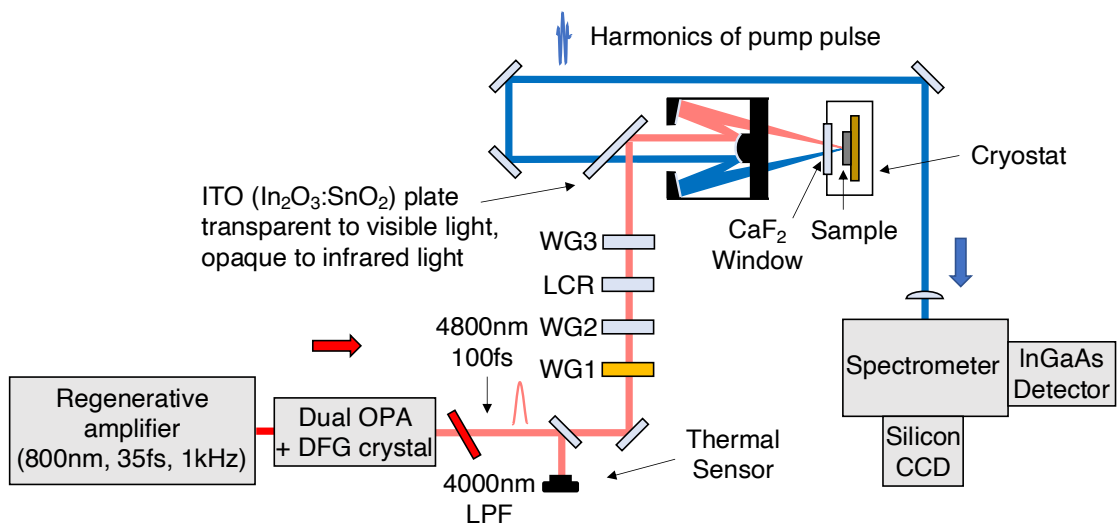 Harmonics of pump pulse
Cryostat
ITO (In₂O₃:SnO₂) plate
transparent to visible light,
opaque to infrared light
CaF₂
Window
Sample
WG3
LCR
WG2
WG1
4800nm
100fs
Regenerative
amplifier
(800nm, 35fs, 1kHz)
Dual OPA
+ DFG crystal
4000nm
LPF
Thermal
Sensor
Spectrometer
InGaAs
Detector
Silicon
CCD